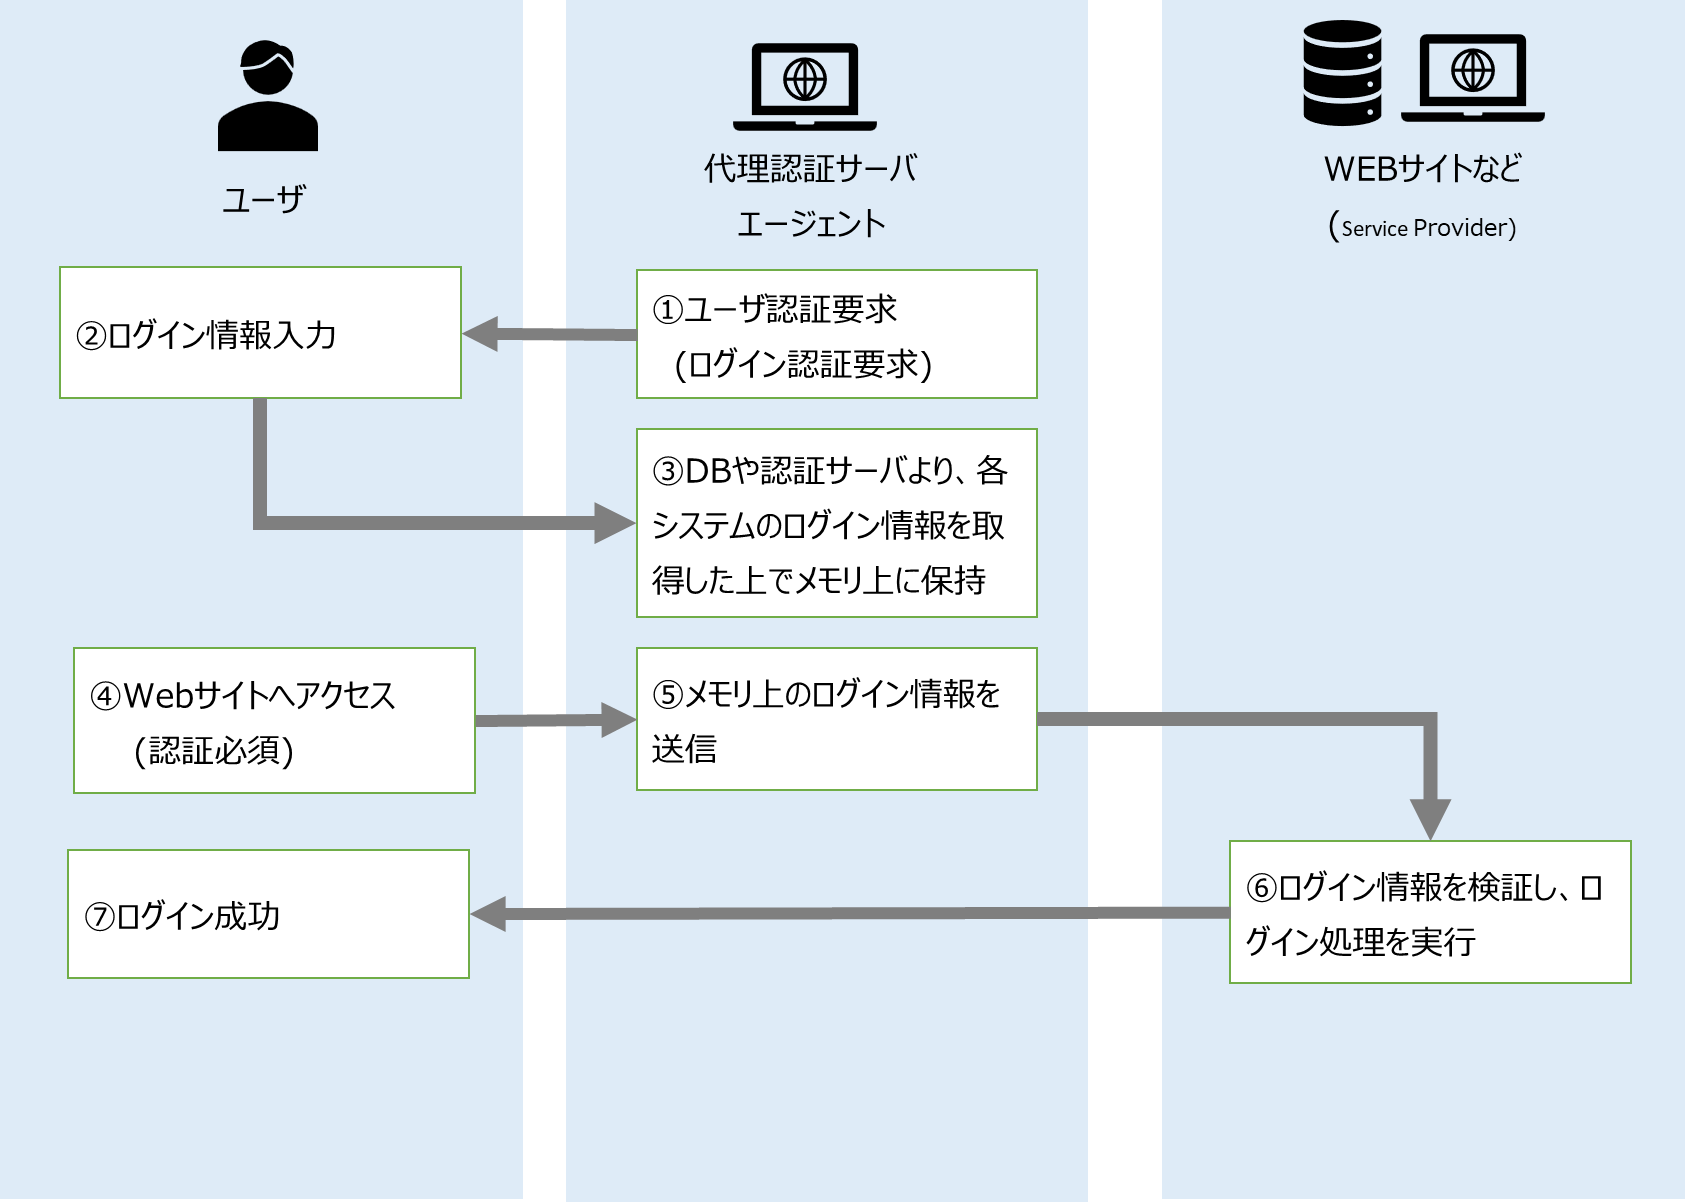 ユーザ
代理認証サーバ
エージェント
WEBサイトなど
(Service Provider)
①ユーザ認証要求
(ログイン認証要求)
②ログイン情報入力
③DBや認証サーバより、各
システムのログイン情報を取
得した上でメモリ上に保持
④Webサイトへアクセス
(認証必須)
⑤メモリ上のログイン情報を
送信
⑥ログイン情報を検証し、ロ
グイン処理を実行
⑦ログイン成功